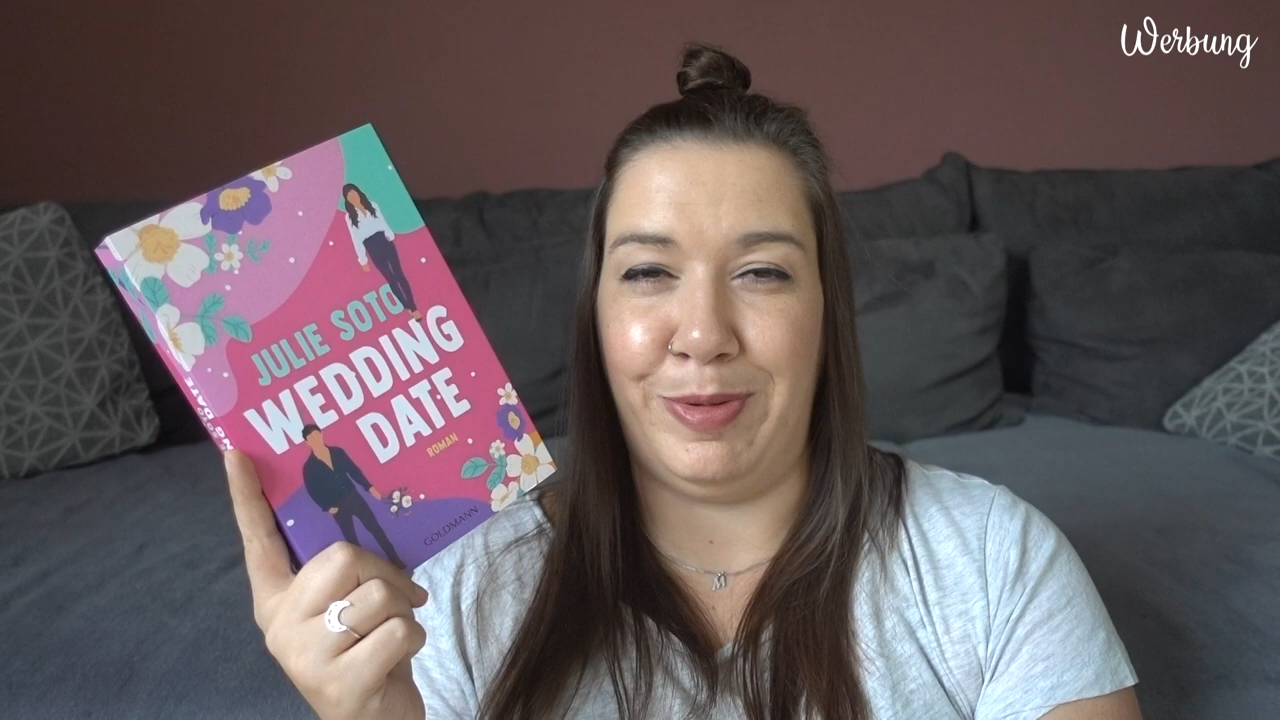 Werbung
JULIE SOTO
WEDDING
DATE
ROMAN
GOLDMANN
M